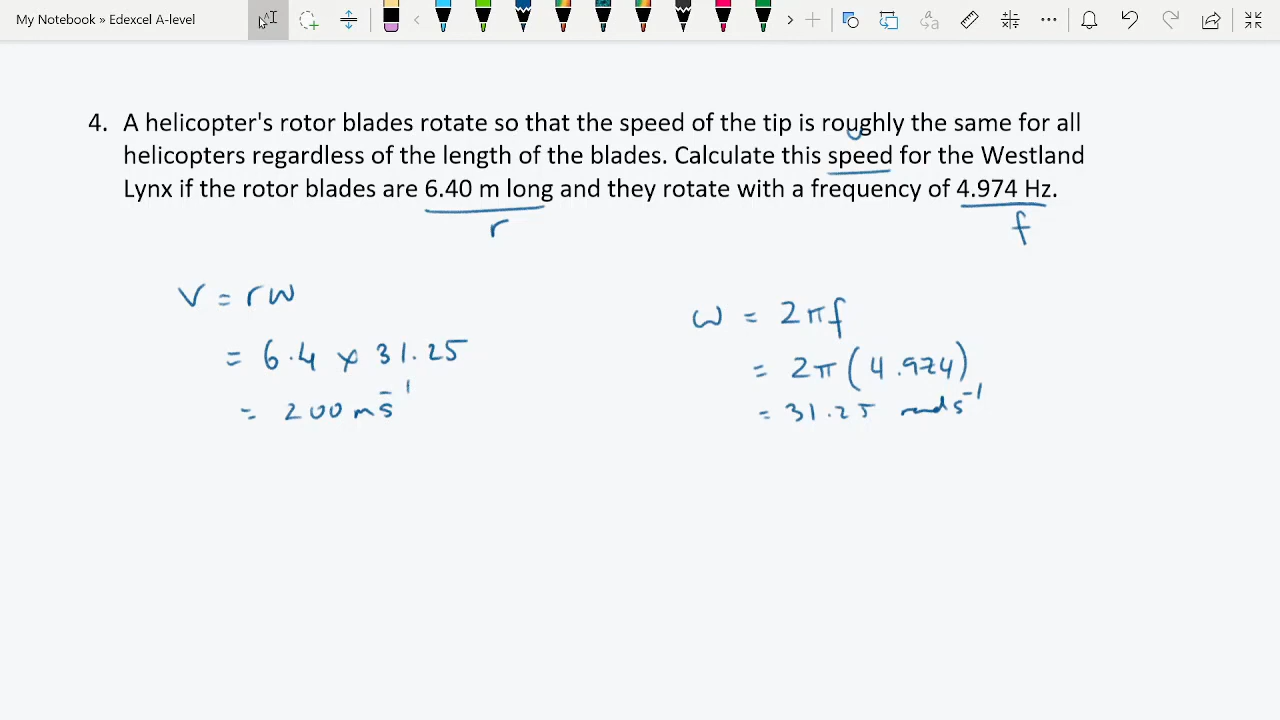 My Notebook » Edexcel A-level
4. A helicopter's rotor blades rotate so that the speed of the tip is roughly the same for all
helicopters regardless of the length of the blades. Calculate this speed for the Westland
Lynx if the rotor blades are 6.40 m long and they rotate with a frequency of 4.974 Hz.
r
f
v = rω
= 6.4 × 31.25
= 200 ms⁻¹
ω = 2πf
= 2π(4.974)
= 31.25 rad s⁻¹